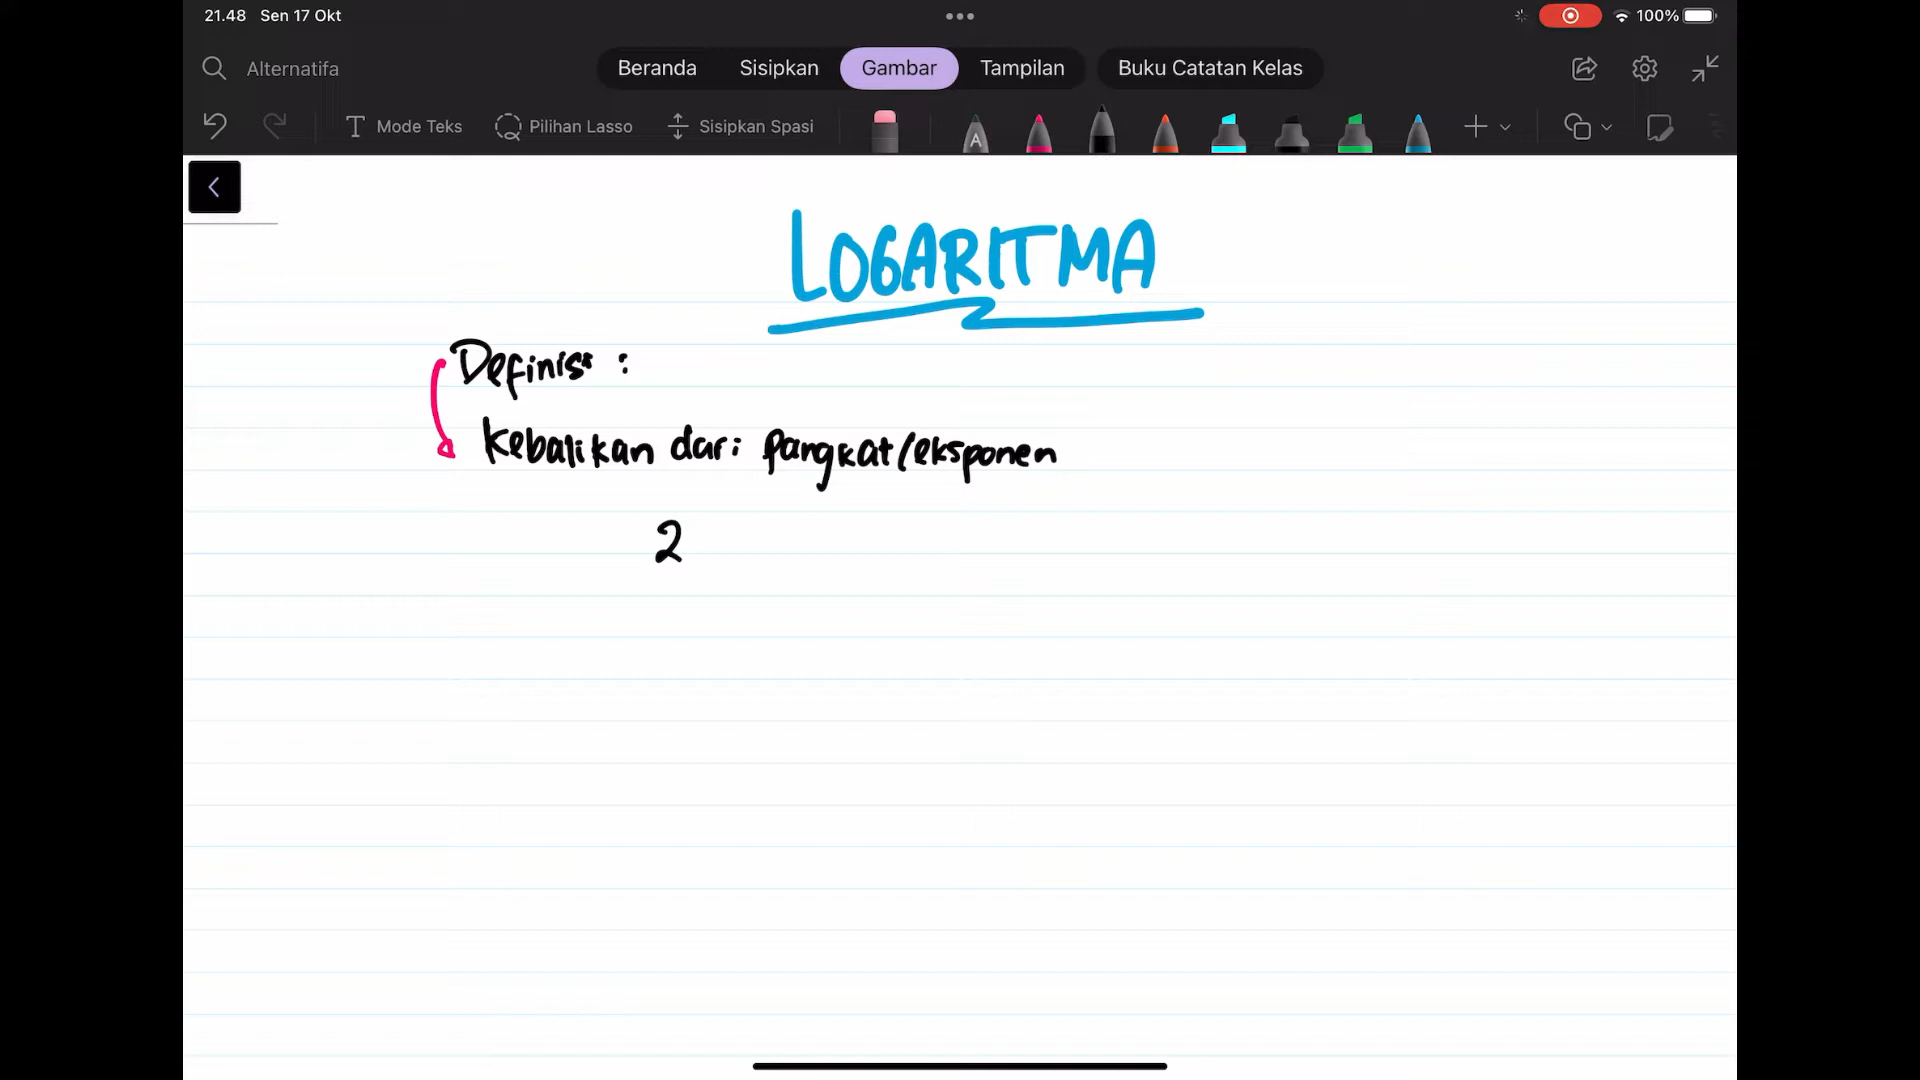 21.48 Sen 17 Okt 100%
Alternatifa Beranda Sisipkan Gambar Tampilan Buku Catatan Kelas
Mode Teks Pilihan Lasso Sisipkan Spasi A
LOGARITMA
Definisi :
Kebalikan dari pangkat/eksponen
2